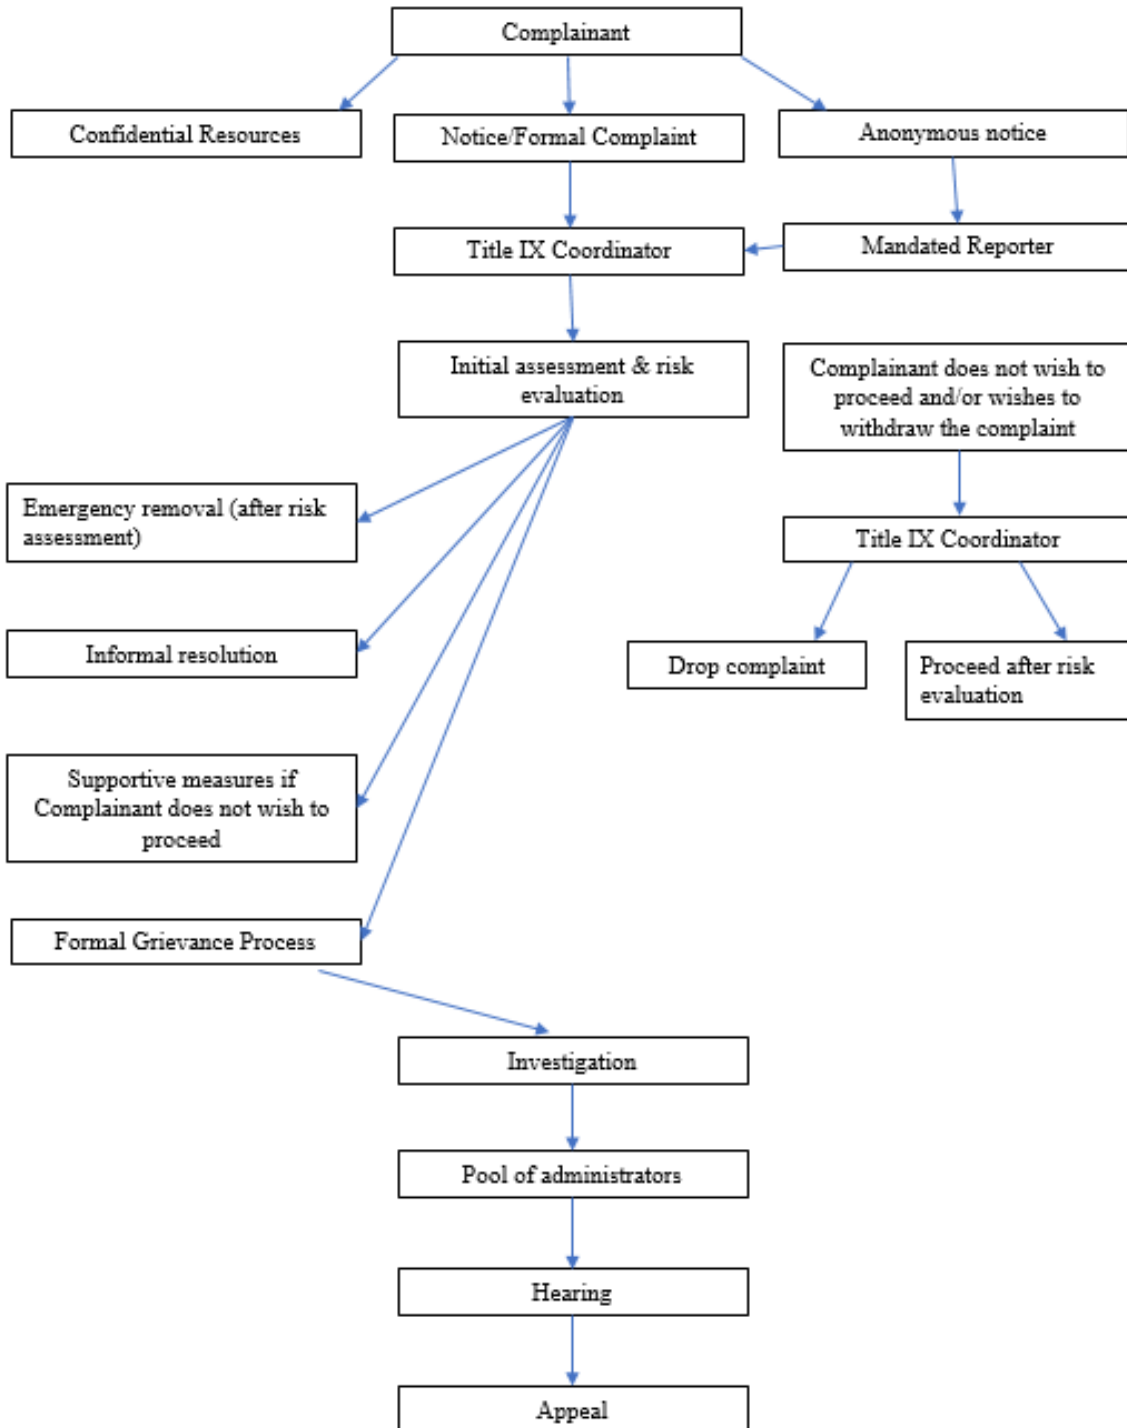 Complainant
Confidential Resources
Notice/Formal Complaint
Anonymous notice
Title IX Coordinator
Mandated Reporter
Initial assessment & risk
evaluation
Complainant does not wish to
proceed and/or wishes to
withdraw the complaint
Emergency removal (after risk
assessment)
Title IX Coordinator
Informal resolution
Drop complaint
Proceed after risk
evaluation
Supportive measures if
Complainant does not wish to
proceed
Formal Grievance Process
Investigation
Pool of administrators
Hearing
Appeal